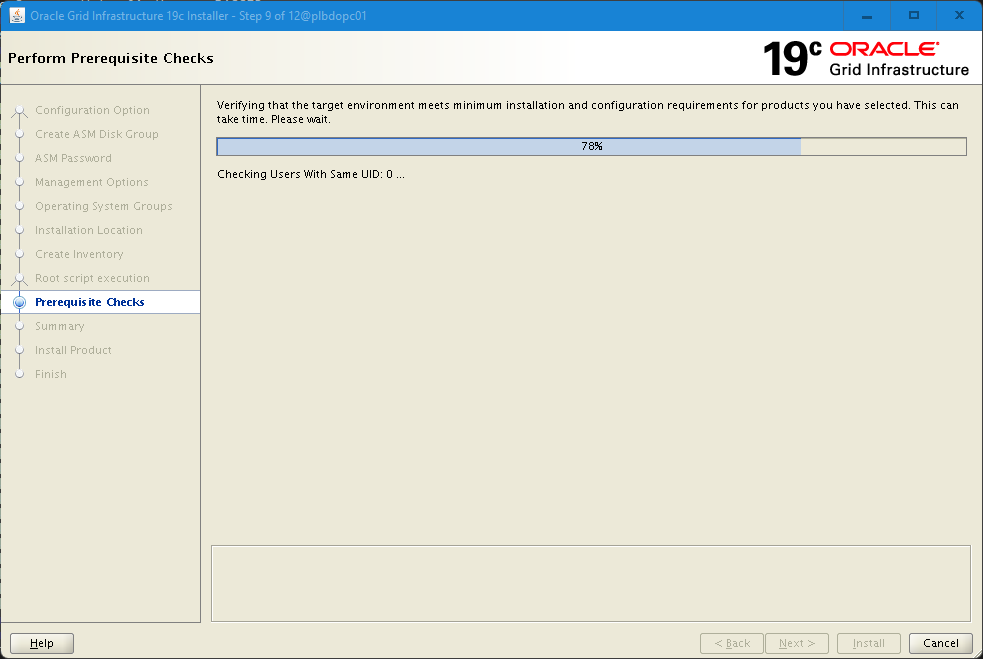 Oracle Grid Infrastructure 19c Installer - Step 9 of 12@plbdopc01
Perform Prerequisite Checks
19c ORACLE
Grid Infrastructure
Configuration Option
Create ASM Disk Group
ASM Password
Management Options
Operating System Groups
Installation Location
Create Inventory
Root script execution
Prerequisite Checks
Summary
Install Product
Finish
Verifying that the target environment meets minimum installation and configuration requirements for products you have selected. This can
take time. Please wait.
78%
Checking Users With Same UID: 0 ...
Help
< Back
Next >
Install
Cancel